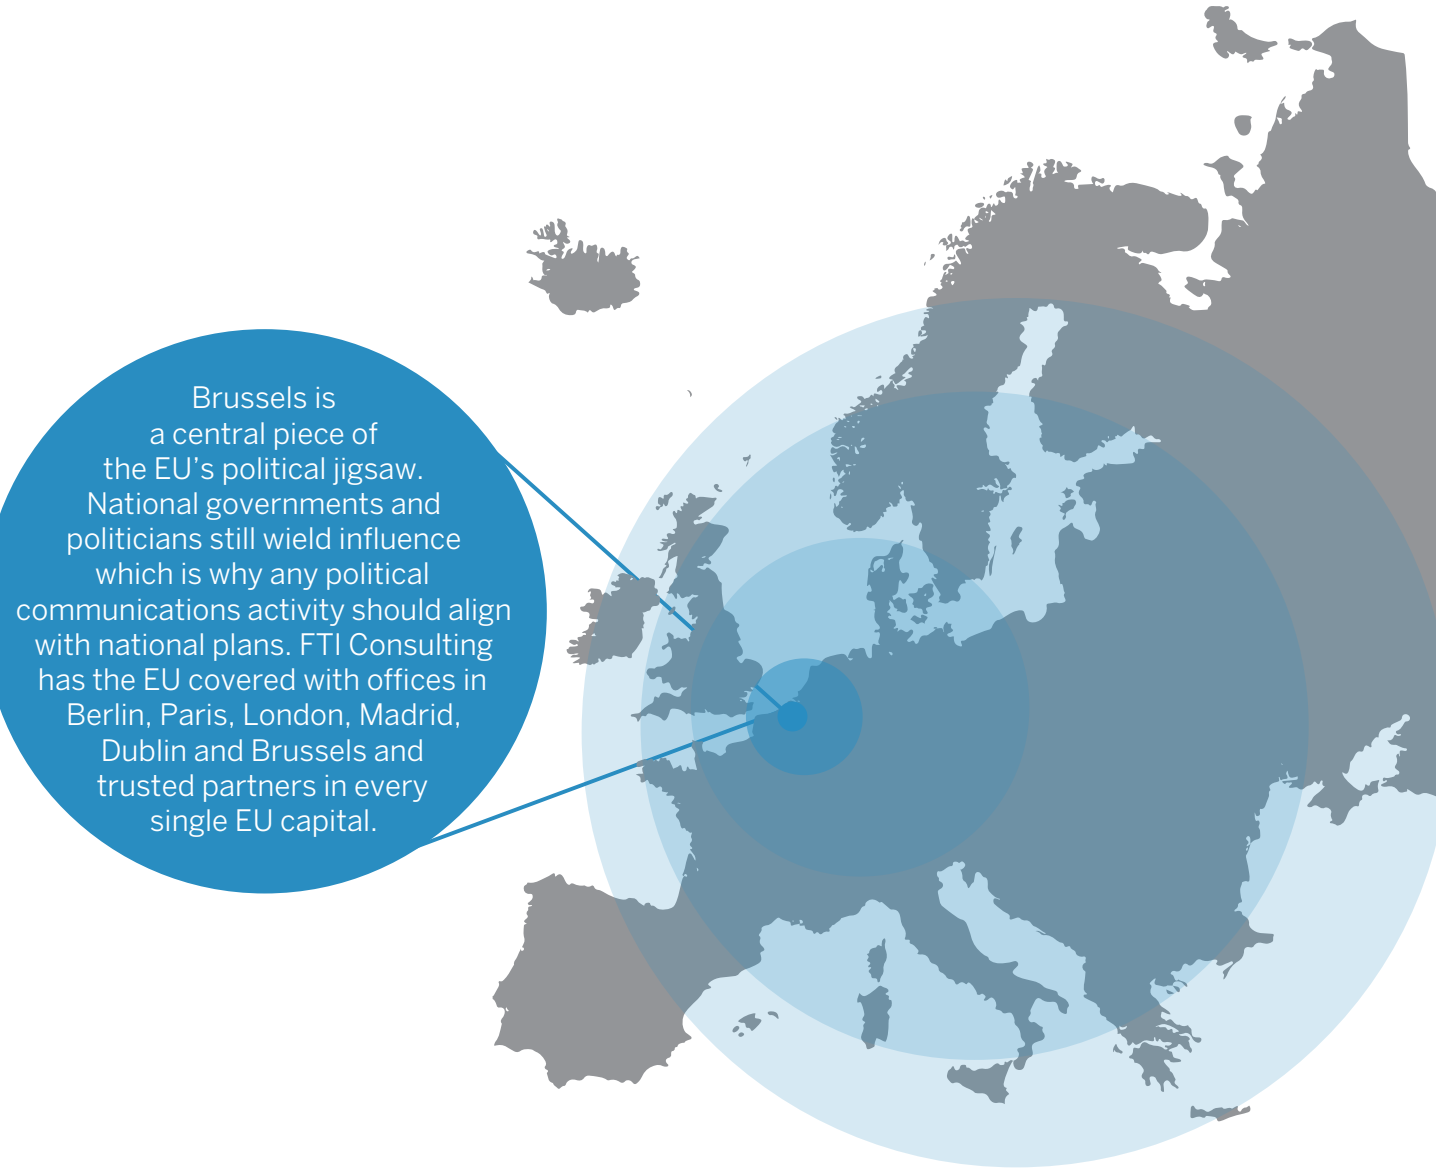 Brussels is
a central piece of
the EU's political jigsaw.
National governments and
politicians still wield influence
which is why any political
communications activity should align
with national plans. FTI Consulting
has the EU covered with offices in
Berlin, Paris, London, Madrid,
Dublin and Brussels and
trusted partners in every
single EU capital.